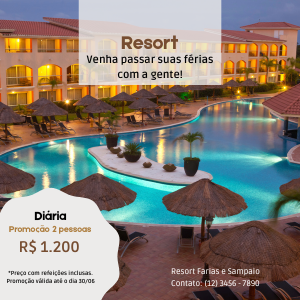 Resort
Venha passar suas férias
com a gente!
Diária
Promoção 2 pessoas
R$ 1.200
*Preço com refeições inclusas.
Promoção válida até o dia 30/06
Resort Farias e Sampaio
Contato: (12) 3456 - 7890